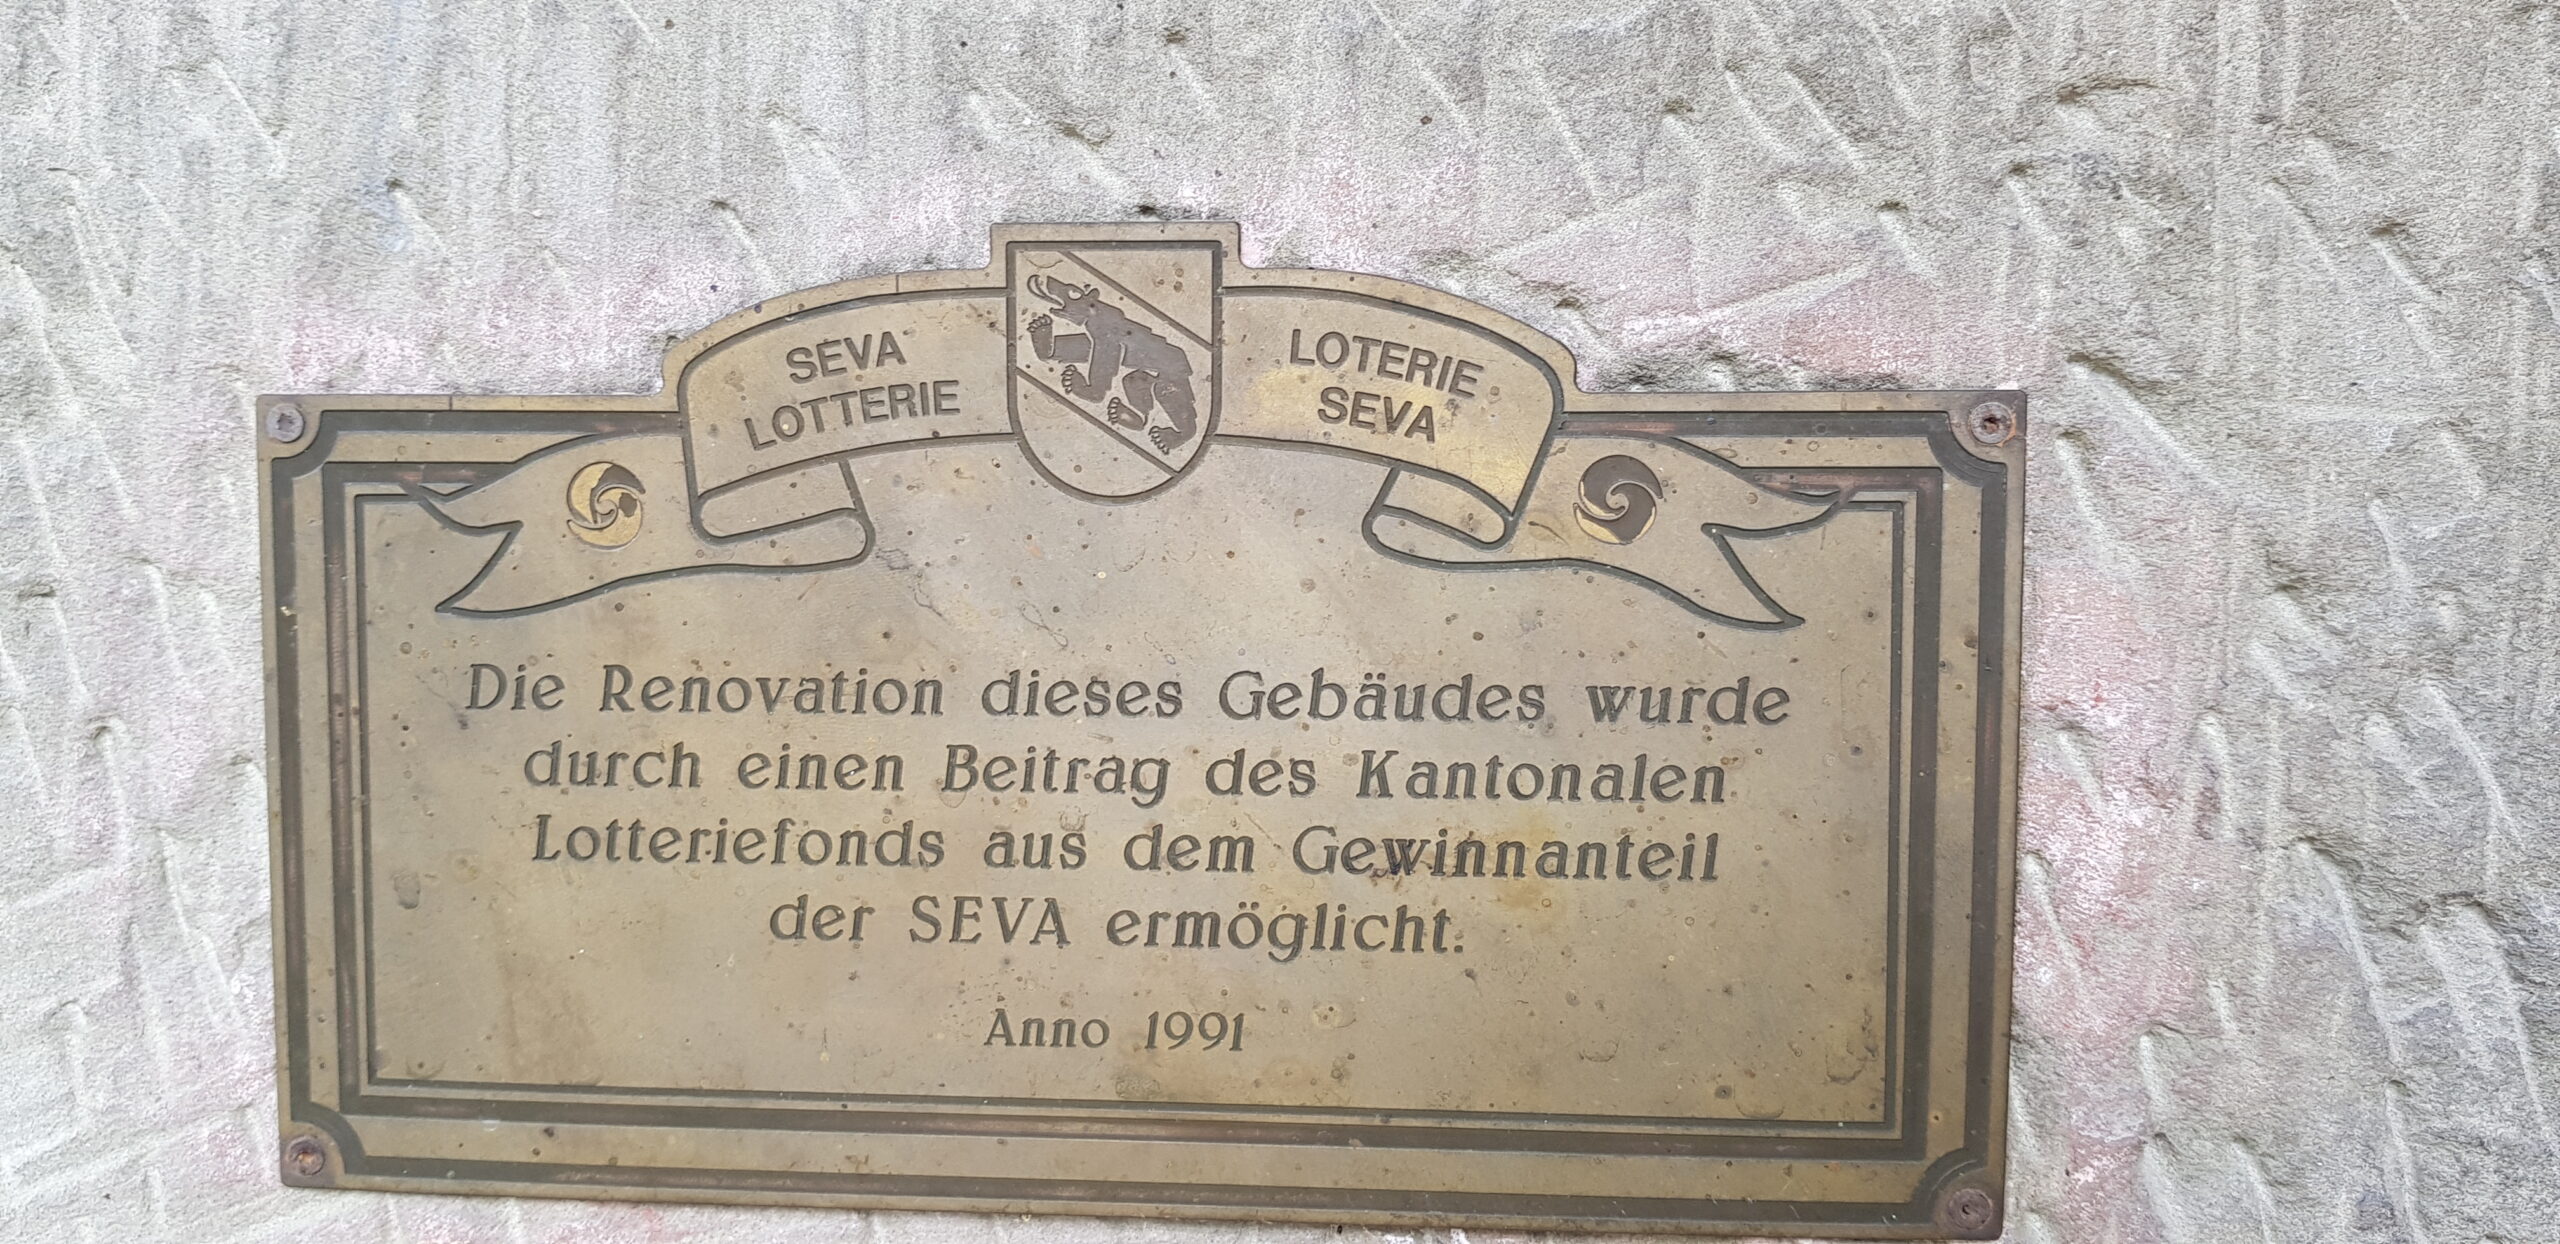 SEVA
LOTTERIE
LOTERIE
SEVA
Die Renovation dieses Gebäudes wurde
durch einen Beitrag des Kantonalen
Lotteriefonds aus dem Gewinnanteil
der SEVA ermöglicht.
Anno 1991